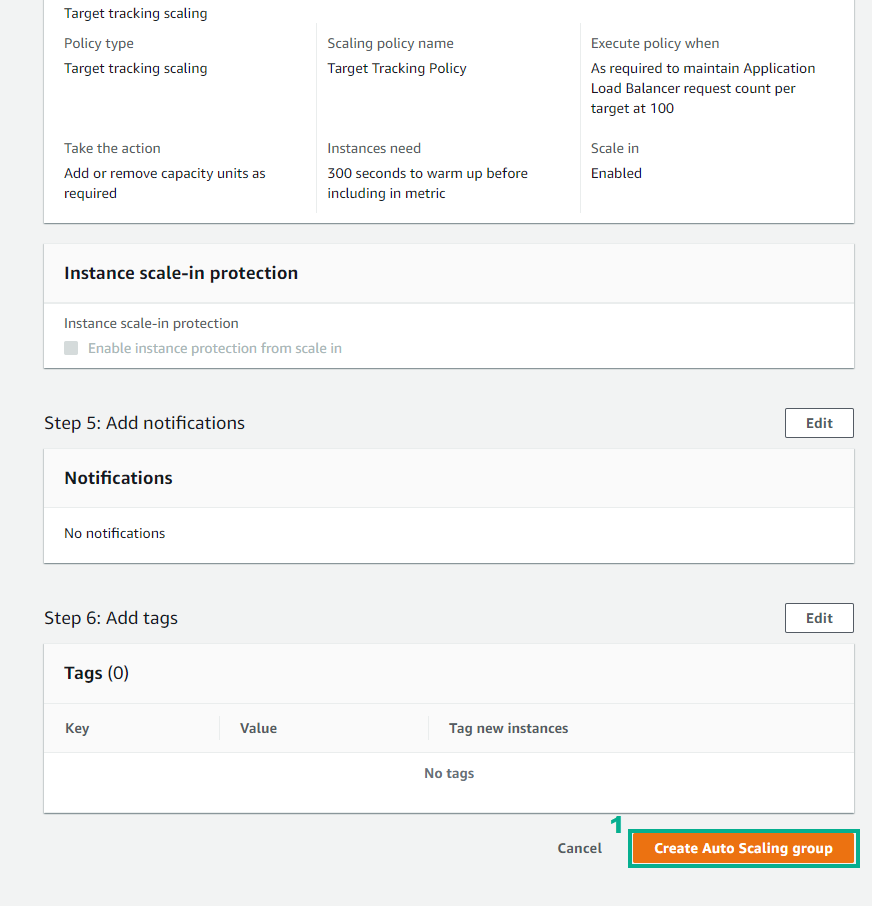 Target tracking scaling
Policy type
Target tracking scaling
Scaling policy name
Target Tracking Policy
Execute policy when
As required to maintain Application
Load Balancer request count per
target at 100
Take the action
Add or remove capacity units as
required
Instances need
300 seconds to warm up before
including in metric
Scale in
Enabled
Instance scale-in protection
Instance scale-in protection
Enable instance protection from scale in
Step 5: Add notifications
Edit
Notifications
No notifications
Step 6: Add tags
Edit
Tags (0)
Key
Value
Tag new instances
No tags
1
Cancel
Create Auto Scaling group